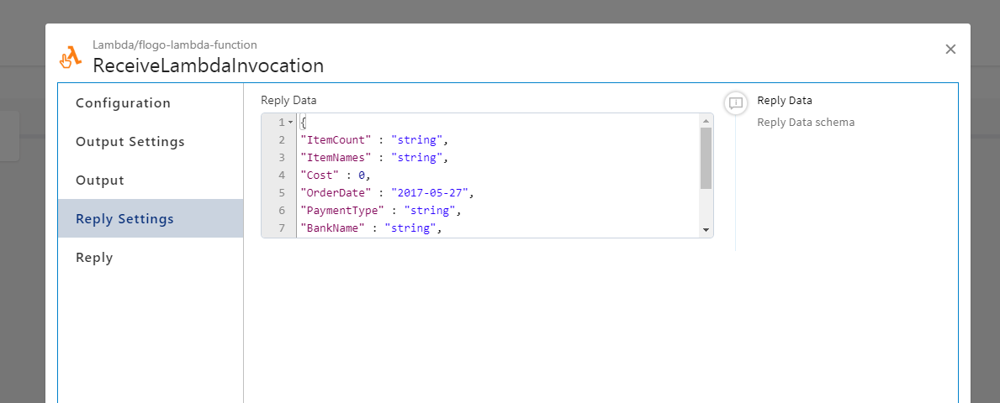 Lambda/flogo-lambda-function
ReceiveLambdaInvocation
Configuration
Output Settings
Output
Reply Settings
Reply
Reply Data
1 {
2 "ItemCount" : "string",
3 "ItemNames" : "string",
4 "Cost" : 0,
5 "OrderDate" : "2017-05-27",
6 "PaymentType" : "string",
7 "BankName" : "string",
Reply Data
Reply Data schema